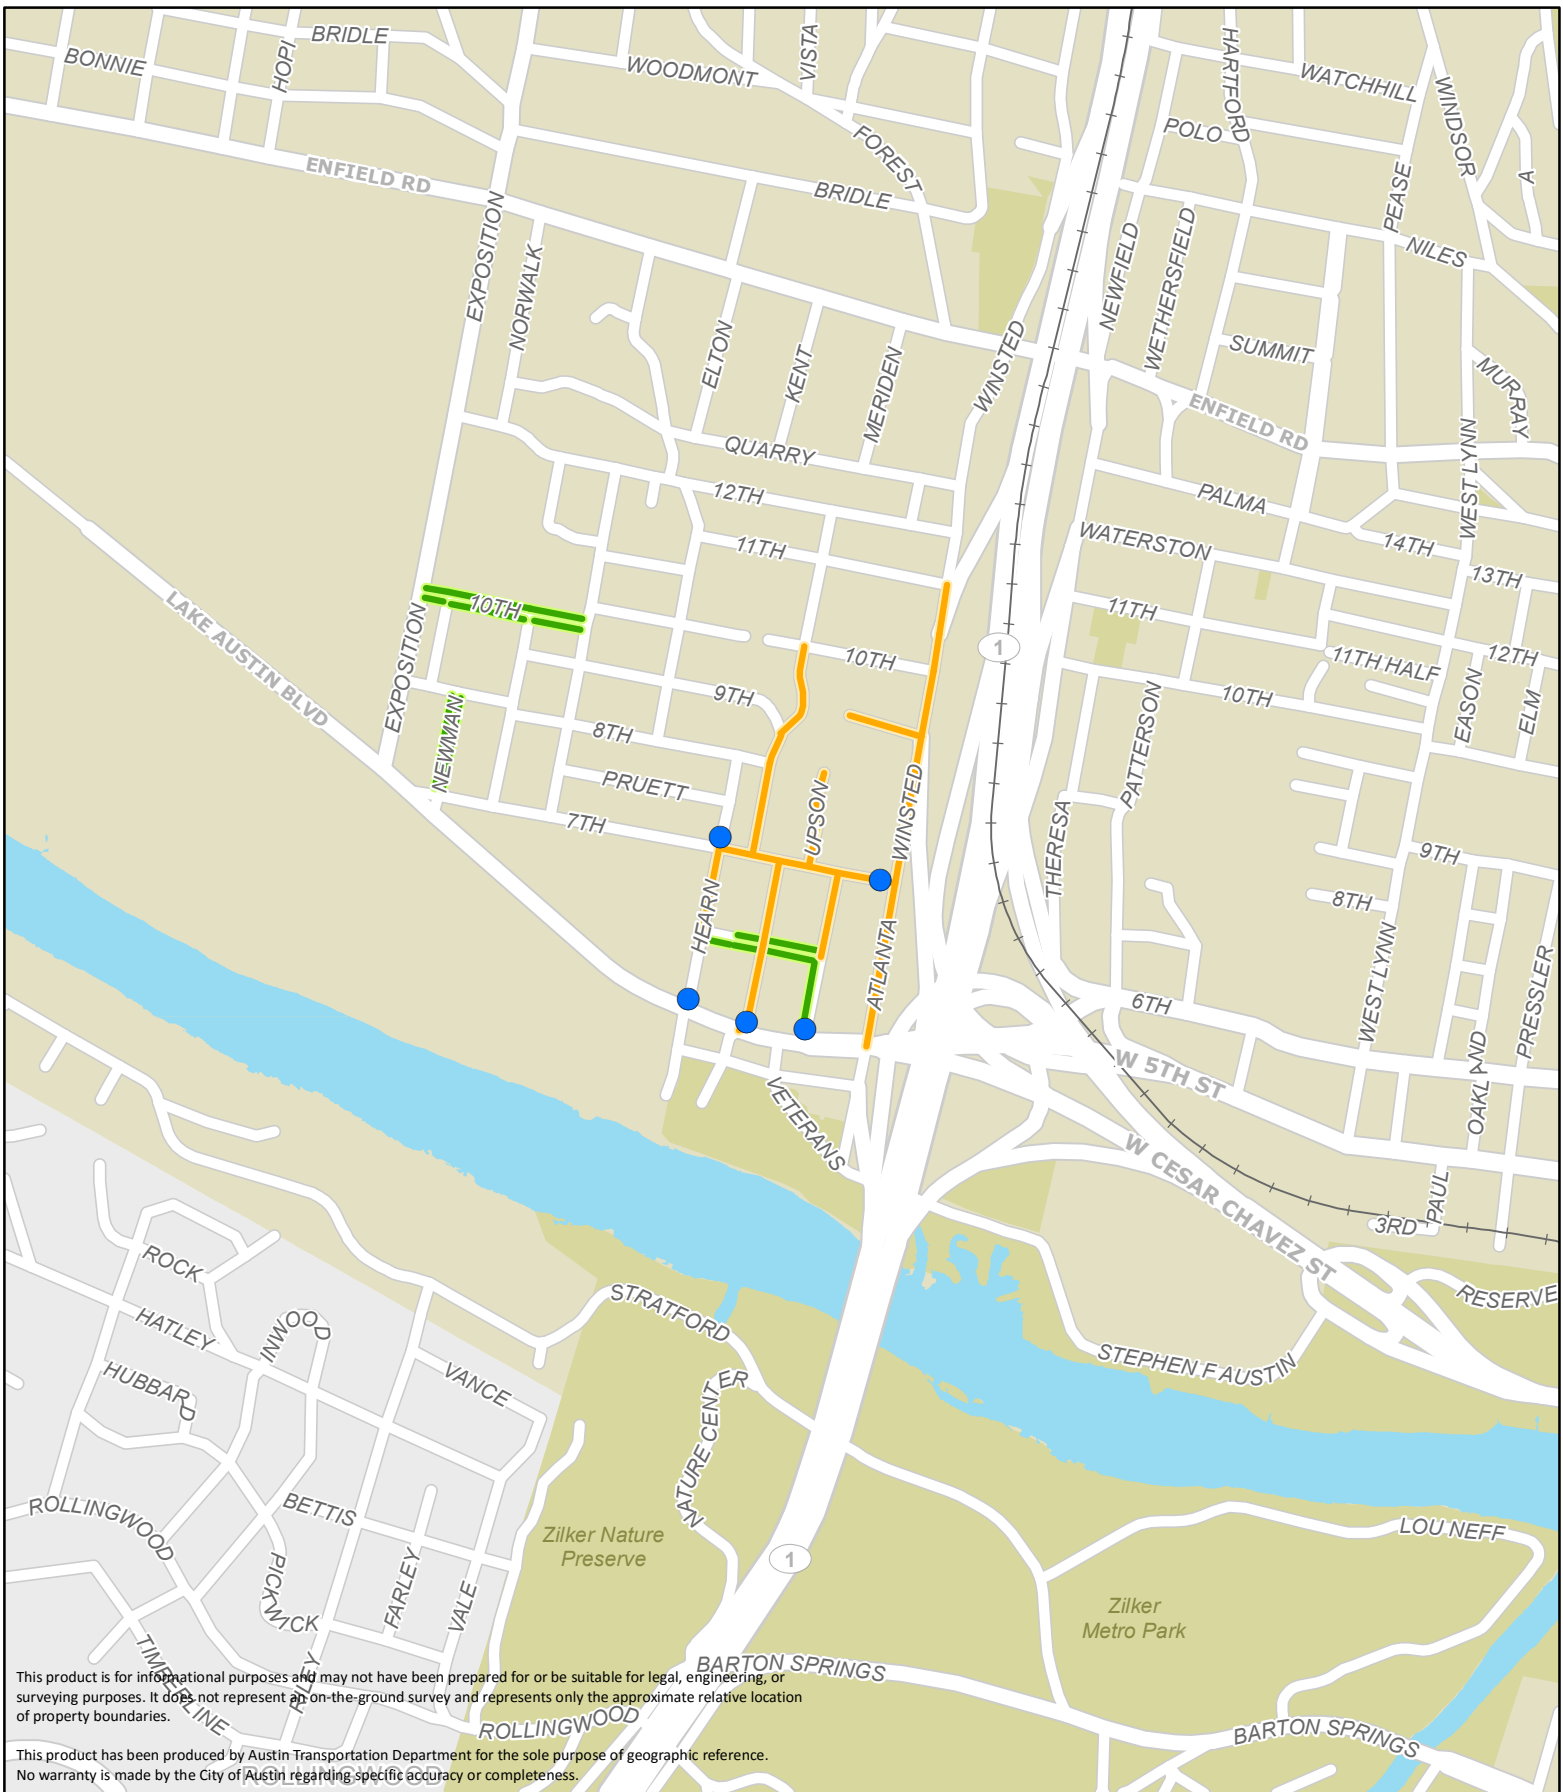 BRIDLE
BONNIE
HOPI
WOODMONT
VISTA
HARTFORD
WATCHHILL
WINDSOR
POLO
FOREST
ENFIELD RD
BRIDLE
PEASE
A
EXPOSITION
NORWALK
NEWFIELD
WETHERSFIELD
NILES
ELTON
KENT
MERIDEN
WINSTED
SUMMIT
MURRAY
ENFIELD RD
QUARRY
12TH
PALMA
WEST LYNN
11TH
WATERSTON
14TH
13TH
10TH
11TH
LAKE AUSTIN BLVD
EXPOSITION
1
10TH
11TH HALF
12TH
9TH
10TH
EASON
ELM
NEWMAN
8TH
PATTERSON
PRUETT
UPSON
WINSTED
7TH
THERESA
9TH
HEARN
8TH
ATLANTA
WEST LYNN
PRESSLER
6TH
OAKLAND
W 5TH ST
VETERANS
W CESAR CHAVEZ ST
PAUL
3RD
ROCK
STRATFORD
RESERVE
HATLEY
INWOOD
STEPHEN F AUSTIN
HUBBARD
VANCE
NATURE CENTER
ROLLINGWOOD
BETTIS
Zilker Nature
Preserve
LOU NEFF
1
PICKWICK
FARLEY
VALE
Zilker
Metro Park
TIMBERLINE
RILEY
BARTON SPRINGS
This product is for informational purposes and may not have been prepared for or be suitable for legal, engineering, or
surveying purposes. It does not represent an on-the-ground survey and represents only the approximate relative location
of property boundaries.
ROLLINGWOOD
BARTON SPRINGS
This product has been produced by Austin Transportation Department for the sole purpose of geographic reference.
No warranty is made by the City of Austin regarding specific accuracy or completeness.
ROLLINGWOOD